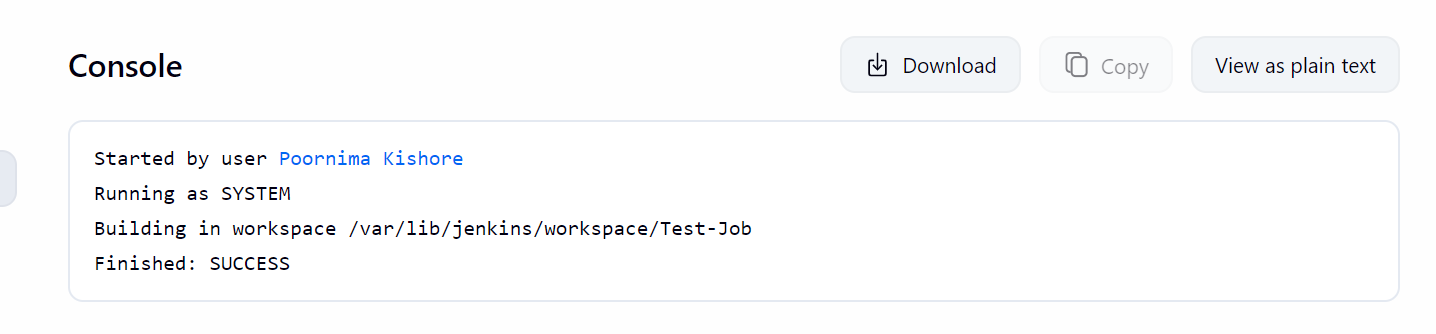 Console
Download
Copy
View as plain text
Started by user Poornima Kishore
Running as SYSTEM
Building in workspace /var/lib/jenkins/workspace/Test-Job
Finished: SUCCESS